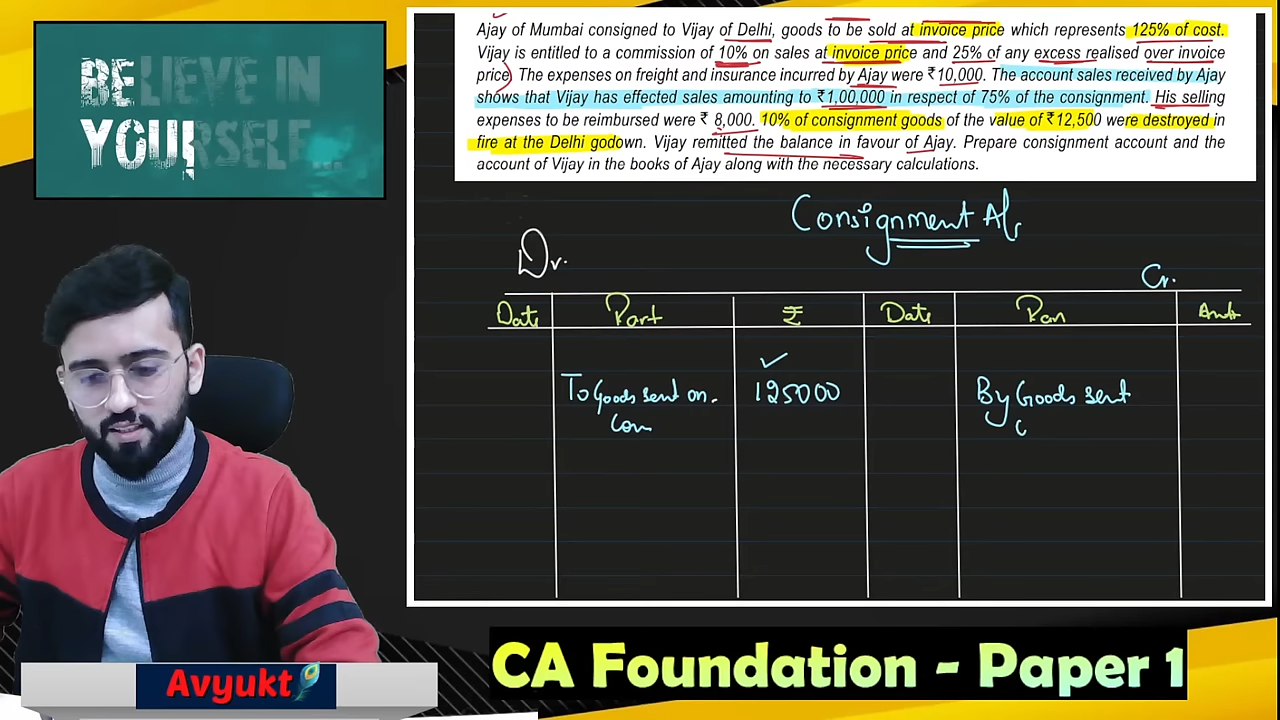 BELIEVE IN
YOURSELF...
Ajay of Mumbai consigned to Vijay of Delhi, goods to be sold at invoice price which represents 125% of cost.
Vijay is entitled to a commission of 10% on sales at invoice price and 25% of any excess realised over invoice
price. The expenses on freight and insurance incurred by Ajay were ₹10,000. The account sales received by Ajay
shows that Vijay has effected sales amounting to ₹1,00,000 in respect of 75% of the consignment. His selling
expenses to be reimbursed were ₹ 8,000. 10% of consignment goods of the value of ₹12,500 were destroyed in
fire at the Delhi godown. Vijay remitted the balance in favour of Ajay. Prepare consignment account and the
account of Vijay in the books of Ajay along with the necessary calculations.
Consignment A/c
Dr.
Cr.
Date Part ₹ Date Par Amt
To Goods sent on. 125000 By Goods sent
Con C
Avyukt
CA Foundation - Paper 1